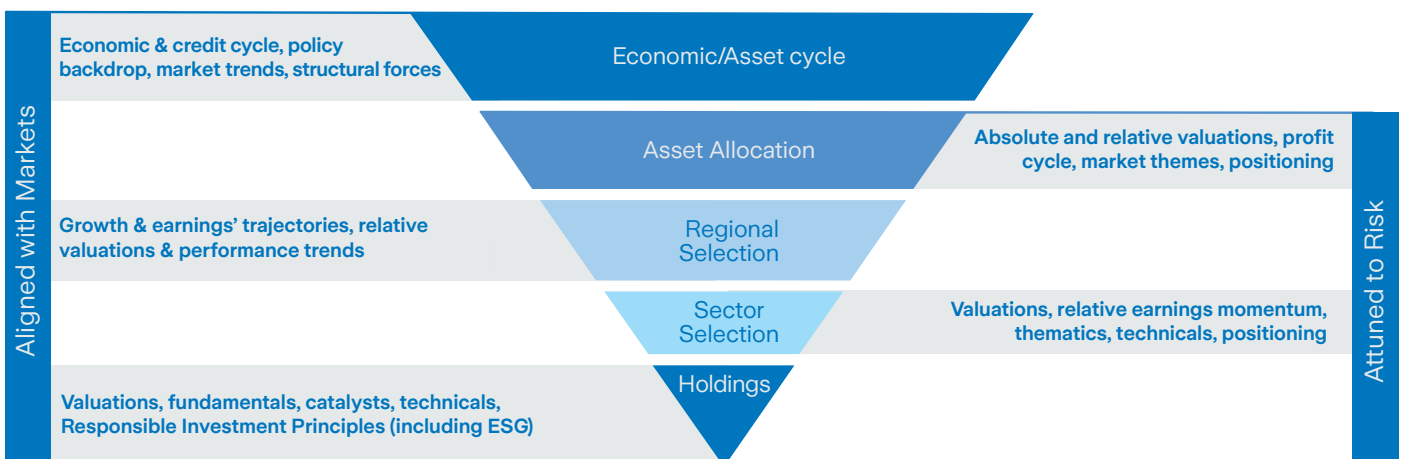 Aligned with Markets
Economic & credit cycle, policy
backdrop, market trends, structural forces
Economic/Asset cycle
Asset Allocation
Absolute and relative valuations, profit
cycle, market themes, positioning
Growth & earnings’ trajectories, relative
valuations & performance trends
Regional
Selection
Sector
Selection
Valuations, relative earnings momentum,
thematics, technicals, positioning
Valuations, fundamentals, catalysts, technicals,
Responsible Investment Principles (including ESG)
Holdings
Attuned to Risk